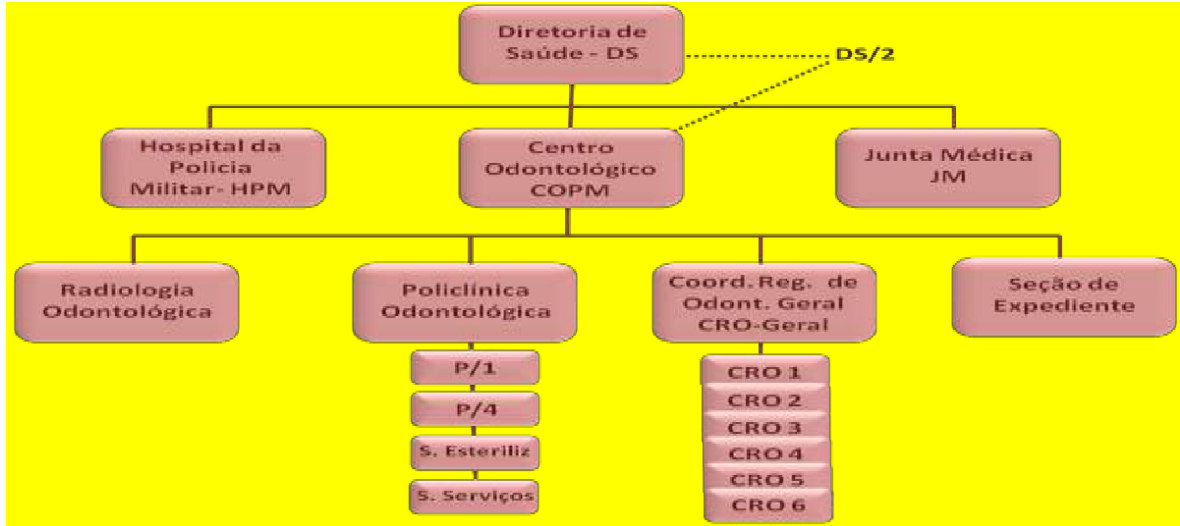 Diretoria de
Saúde - DS
DS/2
Hospital da
Policia
Militar- HPM
Centro
Odontológico
COPM
Junta Médica
JM
Radiologia
Odontológica
Policlínica
Odontológica
P/1
P/4
S. Esteriliz
S. Serviços
Coord. Reg. de
Odont. Geral
CRO-Geral
CRO 1
CRO 2
CRO 3
CRO 4
CRO 5
CRO 6
Seção de
Expediente